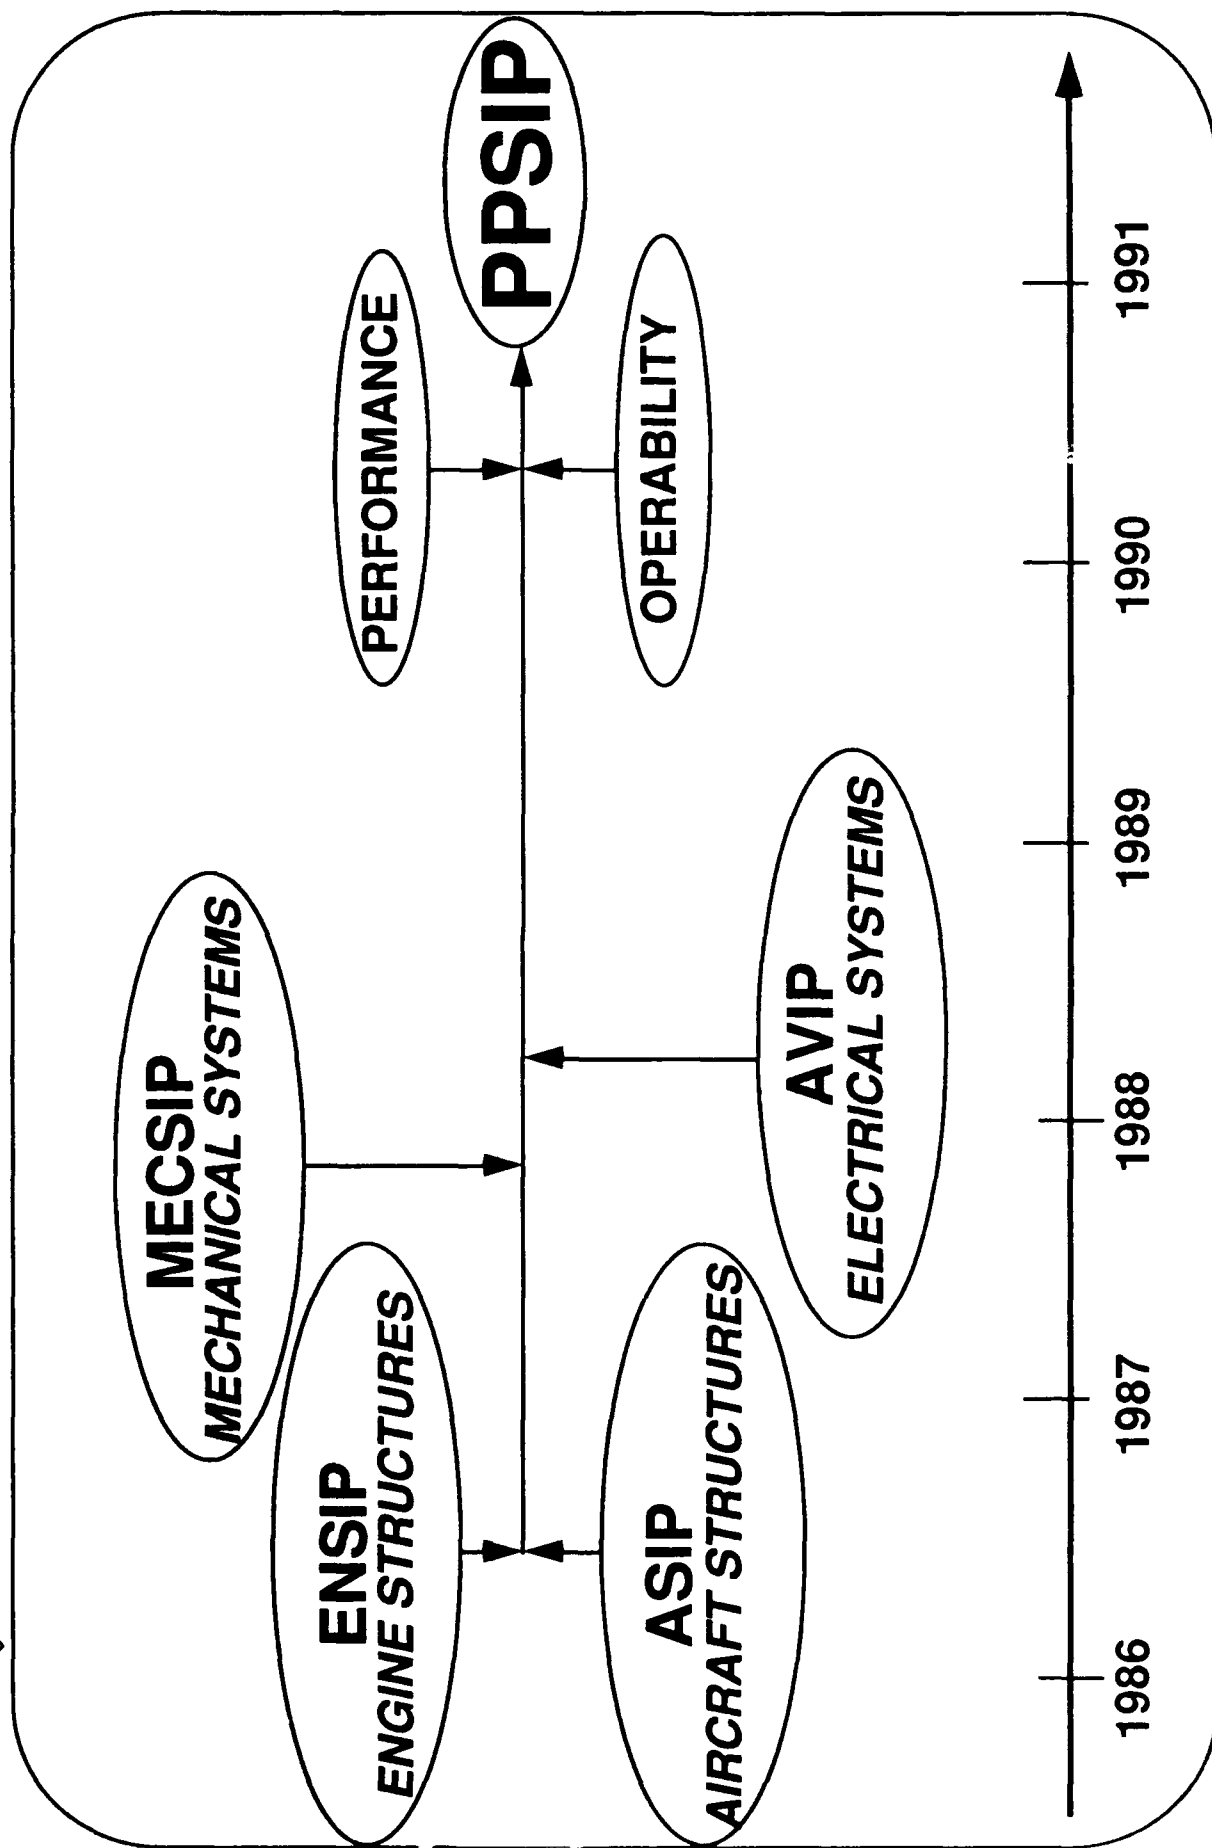 MECSIP
MECHANICAL SYSTEMS
ENSIP
ENGINE STRUCTURES
PERFORMANCE
PPSIP
ASIP
AIRCRAFT STRUCTURES
OPERABILITY
AVIP
ELECTRICAL SYSTEMS
1986
1987
1988
1989
1990
1991